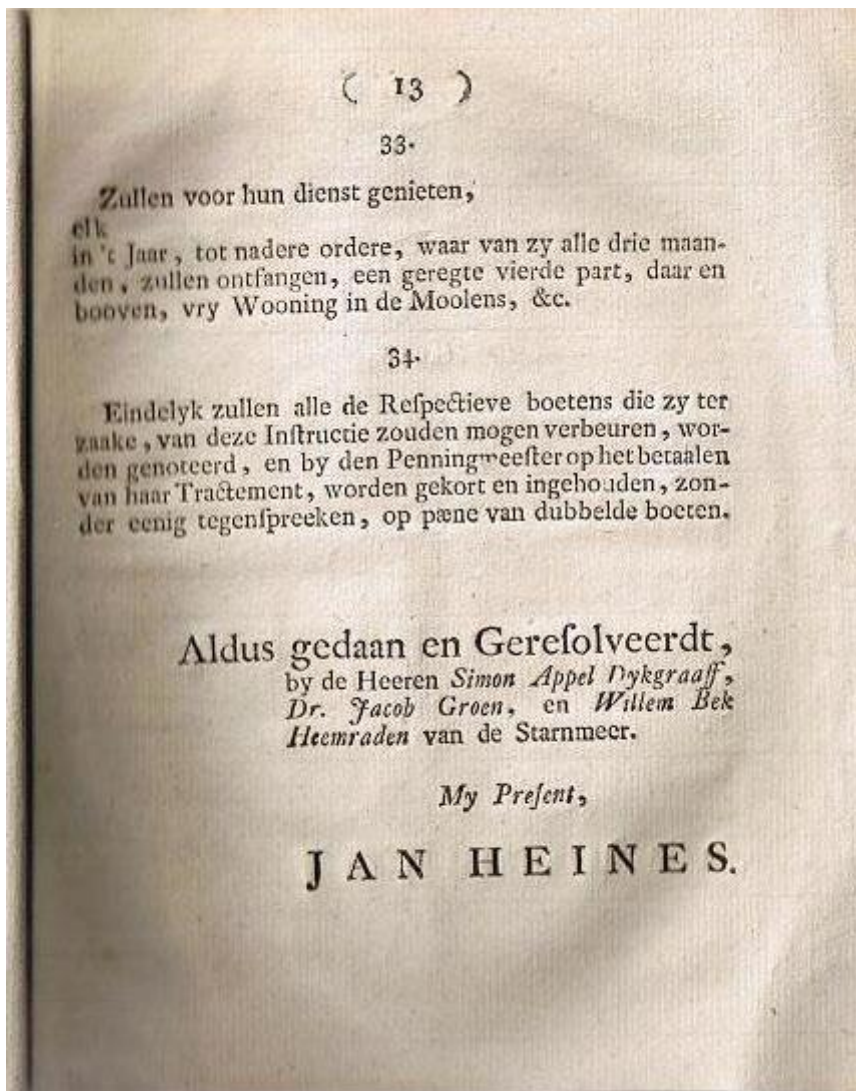 ( 13 )
33.
Zullen voor hun dienst genieten,
elk
in 't Jaar, tot nadere ordere, waar van zy alle drie maan-
den, zullen ontfangen, een geregte vierde part, daar en
booven, vry Wooning in de Moolens, &c.
34.
Eindelyk zullen alle de Reſpective boetens die zy ter
zaake, van deze Inſtructie zouden mogen verbeuren, wor-
den genoteerd, en by den Penningmeeſter op het betaalen
van haar Tractement, worden gekort en ingehouden, zon-
der eenig tegenſpreeken, op pæne van dubbelde boeten.
Aldus gedaan en Gereſolveerdt,
by de Heeren Simon Appel Dykgraaff,
Dr. Jacob Groen, en Willem Bek
Heemraden van de Starnmeer.
My Preſent,
JAN HEINES.